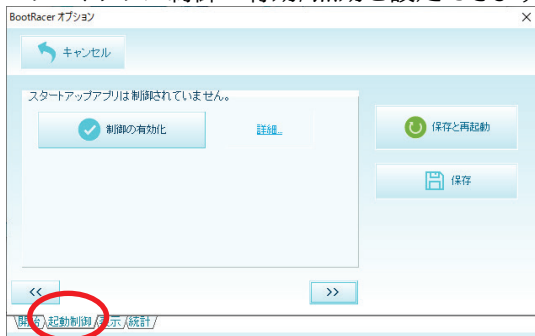 BootRacer オプション
キャンセル
スタートアップアプリは制御されていません。
制御の有効化
詳細...
保存と再起動
保存
<<
>>
開始
起動制御
表示
統計